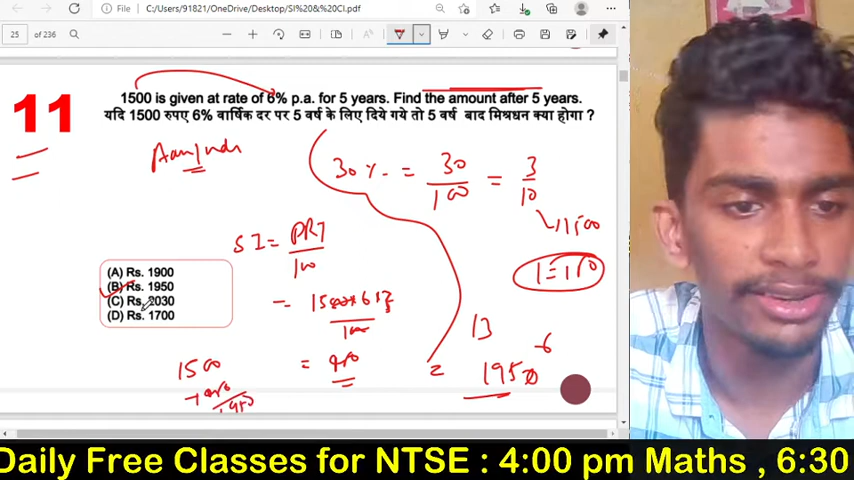 C:/Users/91821/OneDrive/Desktop/SI%20&%20CI.pdf
25 of 236
11
1500 is given at rate of 6% p.a. for 5 years. Find the amount after 5 years.
यदि 1500 रुपए 6% वार्षिक दर पर 5 वर्ष के लिए दिये गये तो 5 वर्ष बाद मिश्रधन क्या होगा ?
30 %. = 30/100 = 3/10
SI = PRT/100
(A) Rs. 1900
(B) Rs. 1950
(C) Rs. 2030
(D) Rs. 1700
13
1500
= 1950
Daily Free Classes for NTSE : 4:00 pm Maths , 6:30